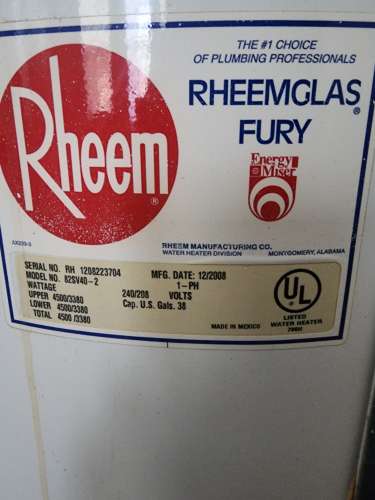 THE #1 CHOICE
OF PLUMBING PROFESSIONALS
Rheem®
RHEEMGLAS®
FURY
Energy
Miser
RHEEM MANUFACTURING CO.
WATER HEATER DIVISION MONTGOMERY, ALABAMA
SERIAL NO. RH 1208223704 MFG. DATE: 12/2008
MODEL NO. 82SV40-2 1-PH
WATTAGE 240/208 VOLTS
UPPER 4500/3380 Cap. U.S. Gals. 38
LOWER 4500/3380
TOTAL 4500 /3380
MADE IN MEXICO
UL
®
LISTED
WATER HEATER